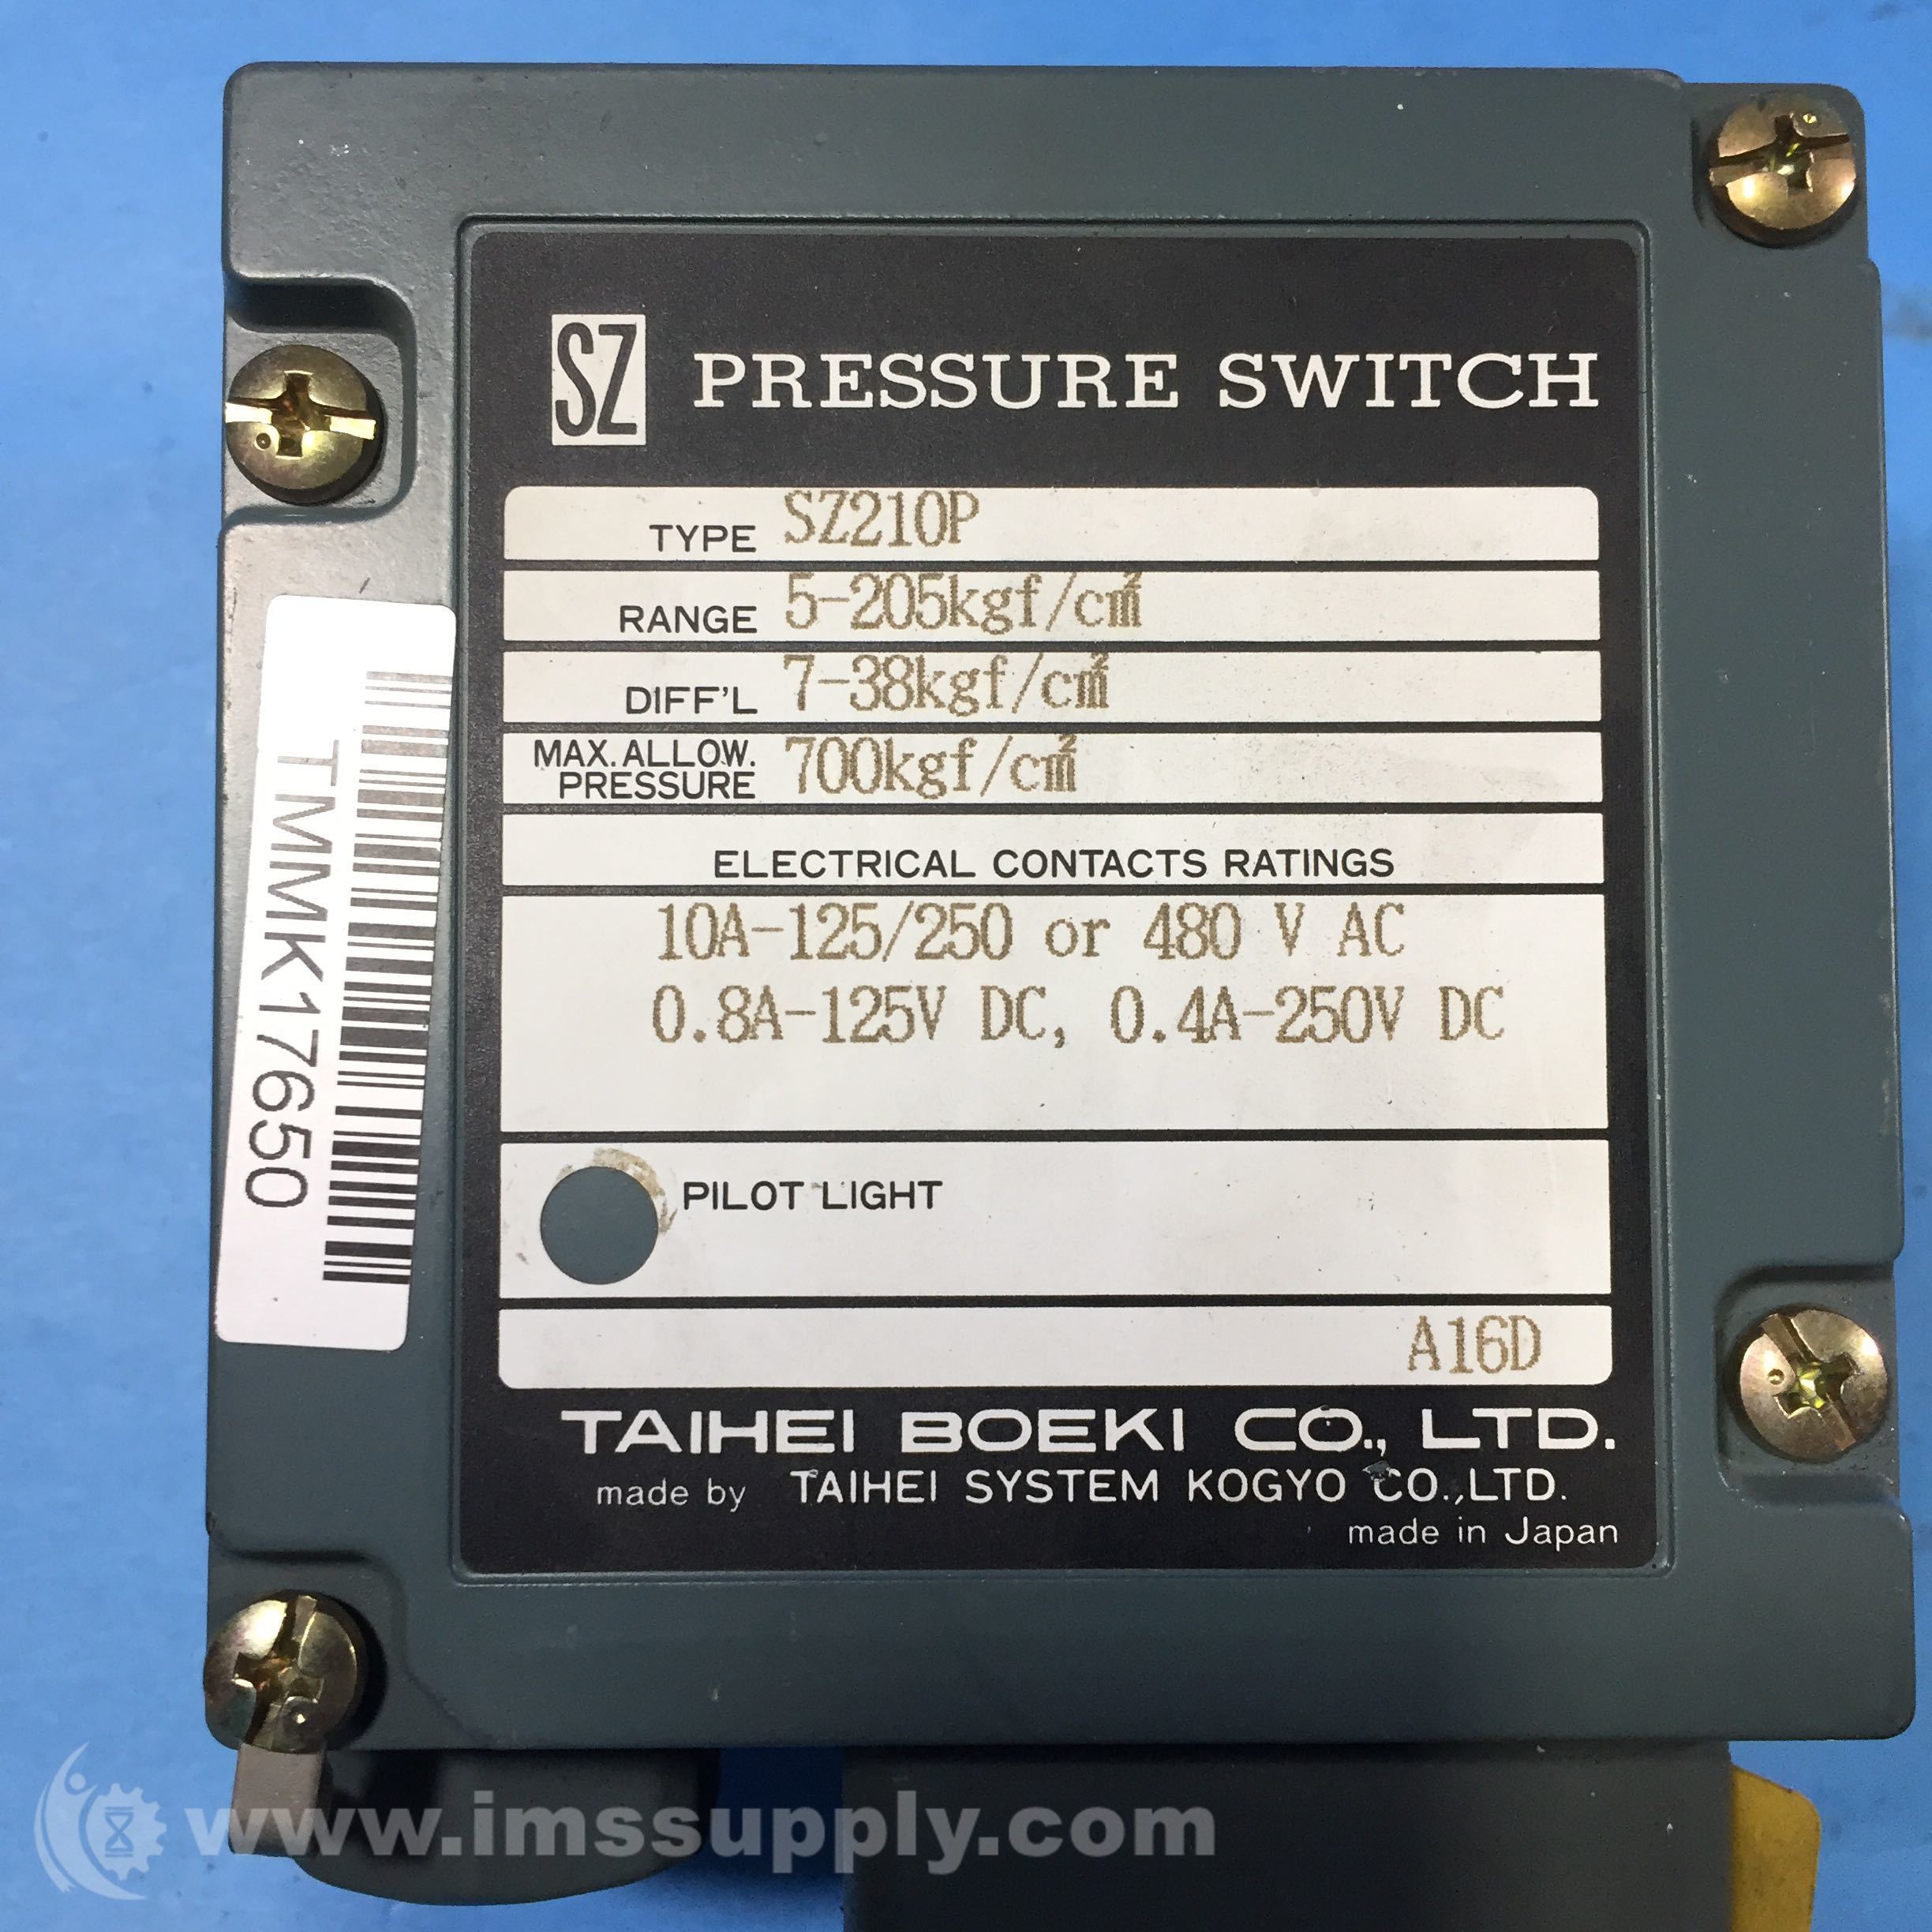 SZ PRESSURE SWITCH
TYPE SZ210P
RANGE 5-205kgf/cm²
DIFF'L 7-38kgf/cm²
MAX. ALLOW. PRESSURE 700kgf/cm²
ELECTRICAL CONTACTS RATINGS
10A-125/250 or 480 V AC
0.8A-125V DC, 0.4A-250V DC
PILOT LIGHT
A16D
TAIHEI BOEKI CO., LTD.
made by TAIHEI SYSTEM KOGYO CO.,LTD.
made in Japan
TMMK17650
www.imssupply.com